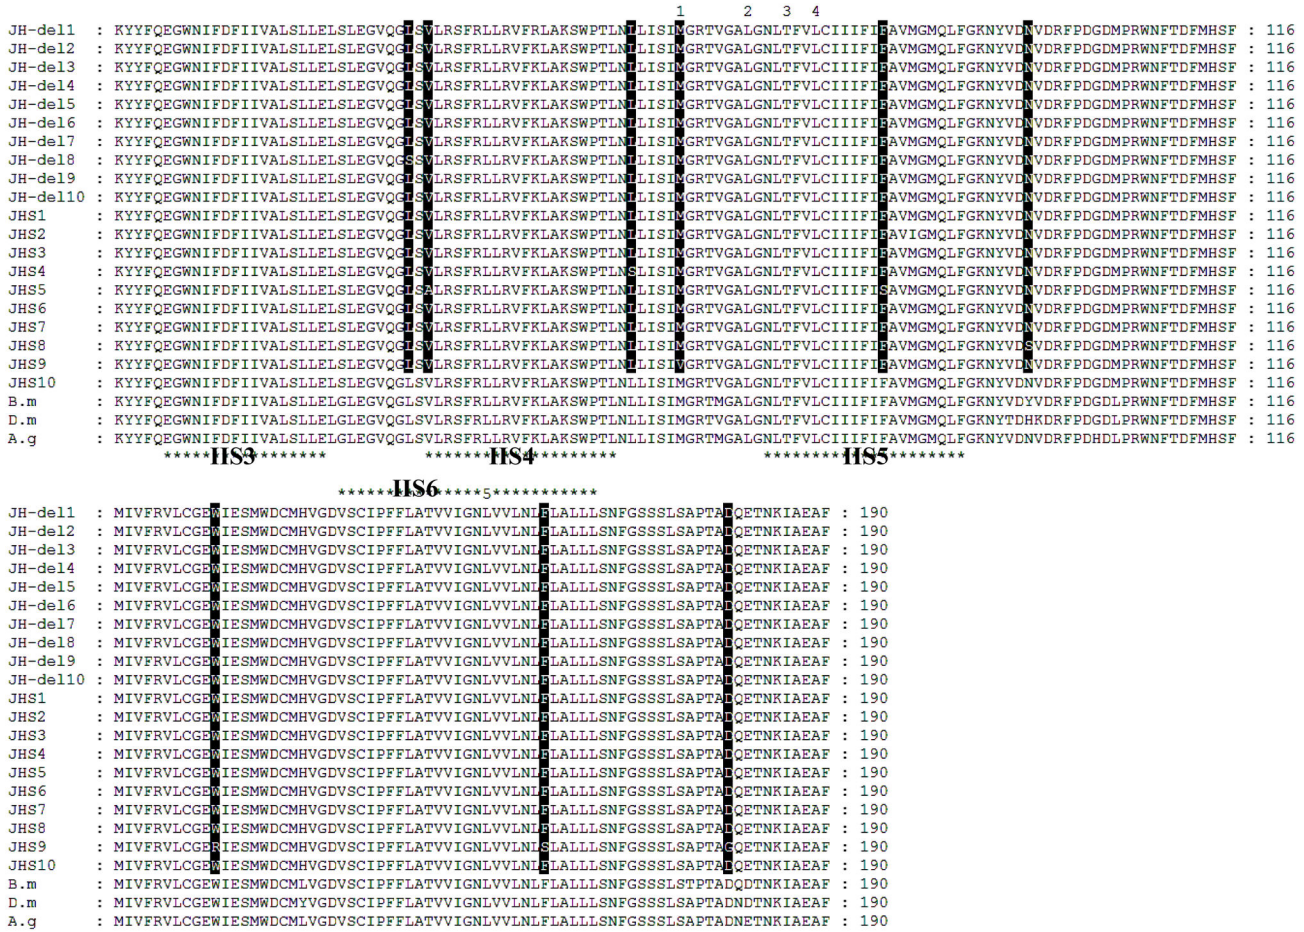 1 2 3 4
JH-del1 : KYYFQEGWNIFDFIIVALSLLELSLEGVQGLSVLRSFRLLRVFKLAKSWPTLNLLISIMGRTVGALGNLTFVLCIIIFIFAVMGMQLFGKNYVDNVDRFPDGDMPRWNFTDFMHSF : 116
JH-del2 : KYYFQEGWNIFDFIIVALSLLELSLEGVQGLSVLRSFRLLRVFKLAKSWPTLNLLISIMGRTVGALGNLTFVLCIIIFIFAVMGMQLFGKNYVDNVDRFPDGDMPRWNFTDFMHSF : 116
JH-del3 : KYYFQEGWNIFDFIIVALSLLELSLEGVQGLSVLRSFRLLRVFKLAKSWPTLNLLISIMGRTVGALGNLTFVLCIIIFIFAVMGMQLFGKNYVDNVDRFPDGDMPRWNFTDFMHSF : 116
JH-del4 : KYYFQEGWNIFDFIIVALSLLELSLEGVQGLSVLRSFRLLRVFKLAKSWPTLNLLISIMGRTVGALGNLTFVLCIIIFIFAVMGMQLFGKNYVDNVDRFPDGDMPRWNFTDFMHSF : 116
JH-del5 : KYYFQEGWNIFDFIIVALSLLELSLEGVQGLSVLRSFRLLRVFKLAKSWPTLNLLISIMGRTVGALGNLTFVLCIIIFIFAVMGMQLFGKNYVDNVDRFPDGDMPRWNFTDFMHSF : 116
JH-del6 : KYYFQEGWNIFDFIIVALSLLELSLEGVQGLSVLRSFRLLRVFKLAKSWPTLNLLISIMGRTVGALGNLTFVLCIIIFIFAVMGMQLFGKNYVDNVDRFPDGDMPRWNFTDFMHSF : 116
JH-del7 : KYYFQEGWNIFDFIIVALSLLELSLEGVQGLSVLRSFRLLRVFKLAKSWPTLNLLISIMGRTVGALGNLTFVLCIIIFIFAVMGMQLFGKNYVDNVDRFPDGDMPRWNFTDFMHSF : 116
JH-del8 : KYYFQEGWNIFDFIIVALSLLELSLEGVQGSSVLRSFRLLRVFKLAKSWPTLNLLISIMGRTVGALGNLTFVLCIIIFIFAVMGMQLFGKNYVDNVDRFPDGDMPRWNFTDFMHSF : 116
JH-del9 : KYYFQEGWNIFDFIIVALSLLELSLEGVQGLSVLRSFRLLRVFKLAKSWPTLNLLISIMGRTVGALGNLTFVLCIIIFIFAVMGMQLFGKNYVDNVDRFPDGDMPRWNFTDFMHSF : 116
JH-del10 : KYYFQEGWNIFDFIIVALSLLELSLEGVQGLSVLRSFRLLRVFKLAKSWPTLNLLISIMGRTVGALGNLTFVLCIIIFIFAVMGMQLFGKNYVDNVDRFPDGDMPRWNFTDFMHSF : 116
JHS1 : KYYFQEGWNIFDFIIVALSLLELSLEGVQGLSVLRSFRLLRVFKLAKSWPTLNLLISIMGRTVGALGNLTFVLCIIIFIFAVMGMQLFGKNYVDNVDRFPDGDMPRWNFTDFMHSF : 116
JHS2 : KYYFQEGWNIFDFIIVALSLLELSLEGVQGLSVLRSFRLLRVFKLAKSWPTLNLLISIMGRTVGALGNLTFVLCIIIFIFAVIGMQLFGKNYVDNVDRFPDGDMPRWNFTDFMHSF : 116
JHS3 : KYYFQEGWNIFDFIIVALSLLELSLEGVQGLSVLRSFRLLRVFKLAKSWPTLNLLISIMGRTVGALGNLTFVLCIIIFIFAVMGMQLFGKNYVDNVDRFPDGDMPRWNFTDFMHSF : 116
JHS4 : KYYFQEGWNIFDFIIVALSLLELSLEGVQGLSVLRSFRLLRVFKLAKSWPTLNSLISIMGRTVGALGNLTFVLCIIIFIFAVMGMQLFGKNYVDNVDRFPDGDMPRWNFTDFMHSF : 116
JHS5 : KYYFQEGWNIFDFIIVALSLLELSLEGVQGLSALRSFRLLRVFKLAKSWPTLNLLISIMGRTVGALGNLTFVLCIIIFISAVMGMQLFGKNYVDNVDRFPDGDMPRWNFTDFMHSF : 116
JHS6 : KYYFQEGWNIFDFIIVALSLLELSLEGVQGLSVLRSFRLLRVFKLAKSWPTLNLLISIMGRTVGALGNLTFVLCIIIFIFAVMGMQLFGKNYVDNVDRFPDGDMPRWNFTDFMHSF : 116
JHS7 : KYYFQEGWNIFDFIIVALSLLELSLEGVQGLSVLRSFRLLRVFKLAKSWPTLNLLISIMGRTVGALGNLTFVLCIIIFIFAVMGMQLFGKNYVDNVDRFPDGDMPRWNFTDFMHSF : 116
JHS8 : KYYFQEGWNIFDFIIVALSLLELSLEGVQGLSVLRSFRLLRVFKLAKSWPTLNLLISIMGRTVGALGNLTFVLCIIIFIFAVMGMQLFGKNYVDSVDRFPDGDMPRWNFTDFMHSF : 116
JHS9 : KYYFQEGWNIFDFIIVALSLLELSLEGVQGLSVLRSFRLLRVFKLAKSWPTLNLLISIVGRTVGALGNLTFVLCIIIFIFAVMGMQLFGKNYVDNVDRFPDGDMPRWNFTDFMHSF : 116
JHS10 : KYYFQEGWNIFDFIIVALSLLELSLEGVQGLSVLRSFRLLRVFKLAKSWPTLNLLISIMGRTVGALGNLTFVLCIIIFIFAVMGMQLFGKNYVDNVDRFPDGDMPRWNFTDFMHSF : 116
B.m : KYYFQEGWNIFDFIIVALSLLELGLEGVQGLSVLRSFRLLRVFKLAKSWPTLNLLISIMGRTMGALGNLTFVLCIIIFIFAVMGMQLFGKNYVDYVDRFPDGDLPRWNFTDFMHSF : 116
D.m : KYYFQEGWNIFDFIIVALSLLELGLEGVQGLSVLRSFRLLRVFKLAKSWPTLNLLISIMGRTMGALGNLTFVLCIIIFIFAVMGMQLFGKNYTDHKDRFPDGDLPRWNFTDFMHSF : 116
A.g : KYYFQEGWNIFDFIIVALSLLELGLEGVQGLSVLRSFRLLRVFKLAKSWPTLNLLISIMGRTMGALGNLTFVLCIIIFIFAVMGMQLFGKNYVDNVDRFPDHDLPRWNFTDFMHSF : 116
*****IIS3******* *******IIS4******** ********IIS5********
******IIS6*****5***********
JH-del1 : MIVFRVLCGEWIESMWDCMHVGDVSCIPFFLATVVIGNLVVLNLFLALLLSNFGSSSLSAPTADQETNKIAEAF : 190
JH-del2 : MIVFRVLCGEWIESMWDCMHVGDVSCIPFFLATVVIGNLVVLNLFLALLLSNFGSSSLSAPTADQETNKIAEAF : 190
JH-del3 : MIVFRVLCGEWIESMWDCMHVGDVSCIPFFLATVVIGNLVVLNLFLALLLSNFGSSSLSAPTADQETNKIAEAF : 190
JH-del4 : MIVFRVLCGEWIESMWDCMHVGDVSCIPFFLATVVIGNLVVLNLFLALLLSNFGSSSLSAPTADQETNKIAEAF : 190
JH-del5 : MIVFRVLCGEWIESMWDCMHVGDVSCIPFFLATVVIGNLVVLNLFLALLLSNFGSSSLSAPTADQETNKIAEAF : 190
JH-del6 : MIVFRVLCGEWIESMWDCMHVGDVSCIPFFLATVVIGNLVVLNLFLALLLSNFGSSSLSAPTADQETNKIAEAF : 190
JH-del7 : MIVFRVLCGEWIESMWDCMHVGDVSCIPFFLATVVIGNLVVLNLFLALLLSNFGSSSLSAPTADQETNKIAEAF : 190
JH-del8 : MIVFRVLCGEWIESMWDCMHVGDVSCIPFFLATVVIGNLVVLNLFLALLLSNFGSSSLSAPTADQETNKIAEAF : 190
JH-del9 : MIVFRVLCGEWIESMWDCMHVGDVSCIPFFLATVVIGNLVVLNLFLALLLSNFGSSSLSAPTADQETNKIAEAF : 190
JH-del10 : MIVFRVLCGEWIESMWDCMHVGDVSCIPFFLATVVIGNLVVLNLFLALLLSNFGSSSLSAPTADQETNKIAEAF : 190
JHS1 : MIVFRVLCGEWIESMWDCMHVGDVSCIPFFLATVVIGNLVVLNLFLALLLSNFGSSSLSAPTADQETNKIAEAF : 190
JHS2 : MIVFRVLCGEWIESMWDCMHVGDVSCIPFFLATVVIGNLVVLNLFLALLLSNFGSSSLSAPTADQETNKIAEAF : 190
JHS3 : MIVFRVLCGEWIESMWDCMHVGDVSCIPFFLATVVIGNLVVLNLFLALLLSNFGSSSLSAPTADQETNKIAEAF : 190
JHS4 : MIVFRVLCGEWIESMWDCMHVGDVSCIPFFLATVVIGNLVVLNLFLALLLSNFGSSSLSAPTADQETNKIAEAF : 190
JHS5 : MIVFRVLCGEWIESMWDCMHVGDVSCIPFFLATVVIGNLVVLNLFLALLLSNFGSSSLSAPTADQETNKIAEAF : 190
JHS6 : MIVFRVLCGEWIESMWDCMHVGDVSCIPFFLATVVIGNLVVLNLFLALLLSNFGSSSLSAPTADQETNKIAEAF : 190
JHS7 : MIVFRVLCGEWIESMWDCMHVGDVSCIPFFLATVVIGNLVVLNLFLALLLSNFGSSSLSAPTADQETNKIAEAF : 190
JHS8 : MIVFRVLCGEWIESMWDCMHVGDVSCIPFFLATVVIGNLVVLNLFLALLLSNFGSSSLSAPTADQETNKIAEAF : 190
JHS9 : MIVFRVLCGERIESMWDCMHVGDVSCIPFFLATVVIGNLVVLNLSLALLLSNFGSSSLSAPTAGQETNKIAEAF : 190
JHS10 : MIVFRVLCGEWIESMWDCMHVGDVSCIPFFLATVVIGNLVVLNLFLALLLSNFGSSSLSAPTADQETNKIAEAF : 190
B.m : MIVFRVLCGEWIESMWDCMLVGDVSCIPFFLATVVIGNLVVLNLFLALLLSNFGSSSLSTPTADQDTNKIAEAF : 190
D.m : MIVFRVLCGEWIESMWDCMYVGDVSCIPFFLATVVIGNLVVLNLFLALLLSNFGSSSLSAPTADNDTNKIAEAF : 190
A.g : MIVFRVLCGEWIESMWDCMLVGDVSCIPFFLATVVIGNLVVLNLFLALLLSNFGSSSLSAPTADNETNKIAEAF : 190